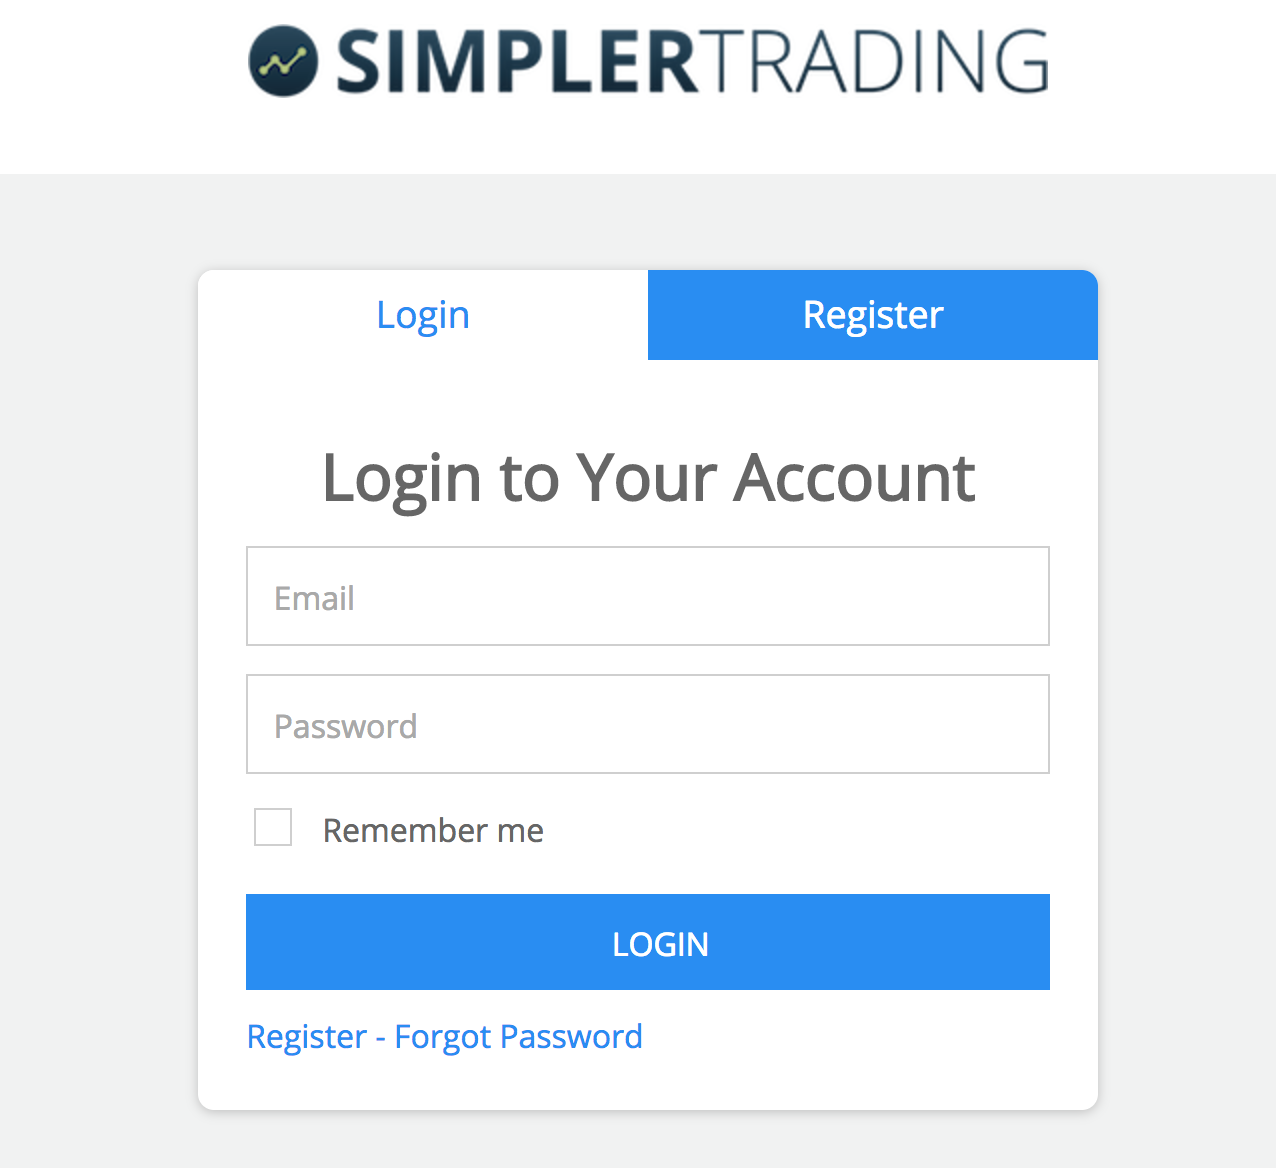 SIMPLERTRADING
Login
Register
Login to Your Account
Email
Password
Remember me
LOGIN
Register - Forgot Password